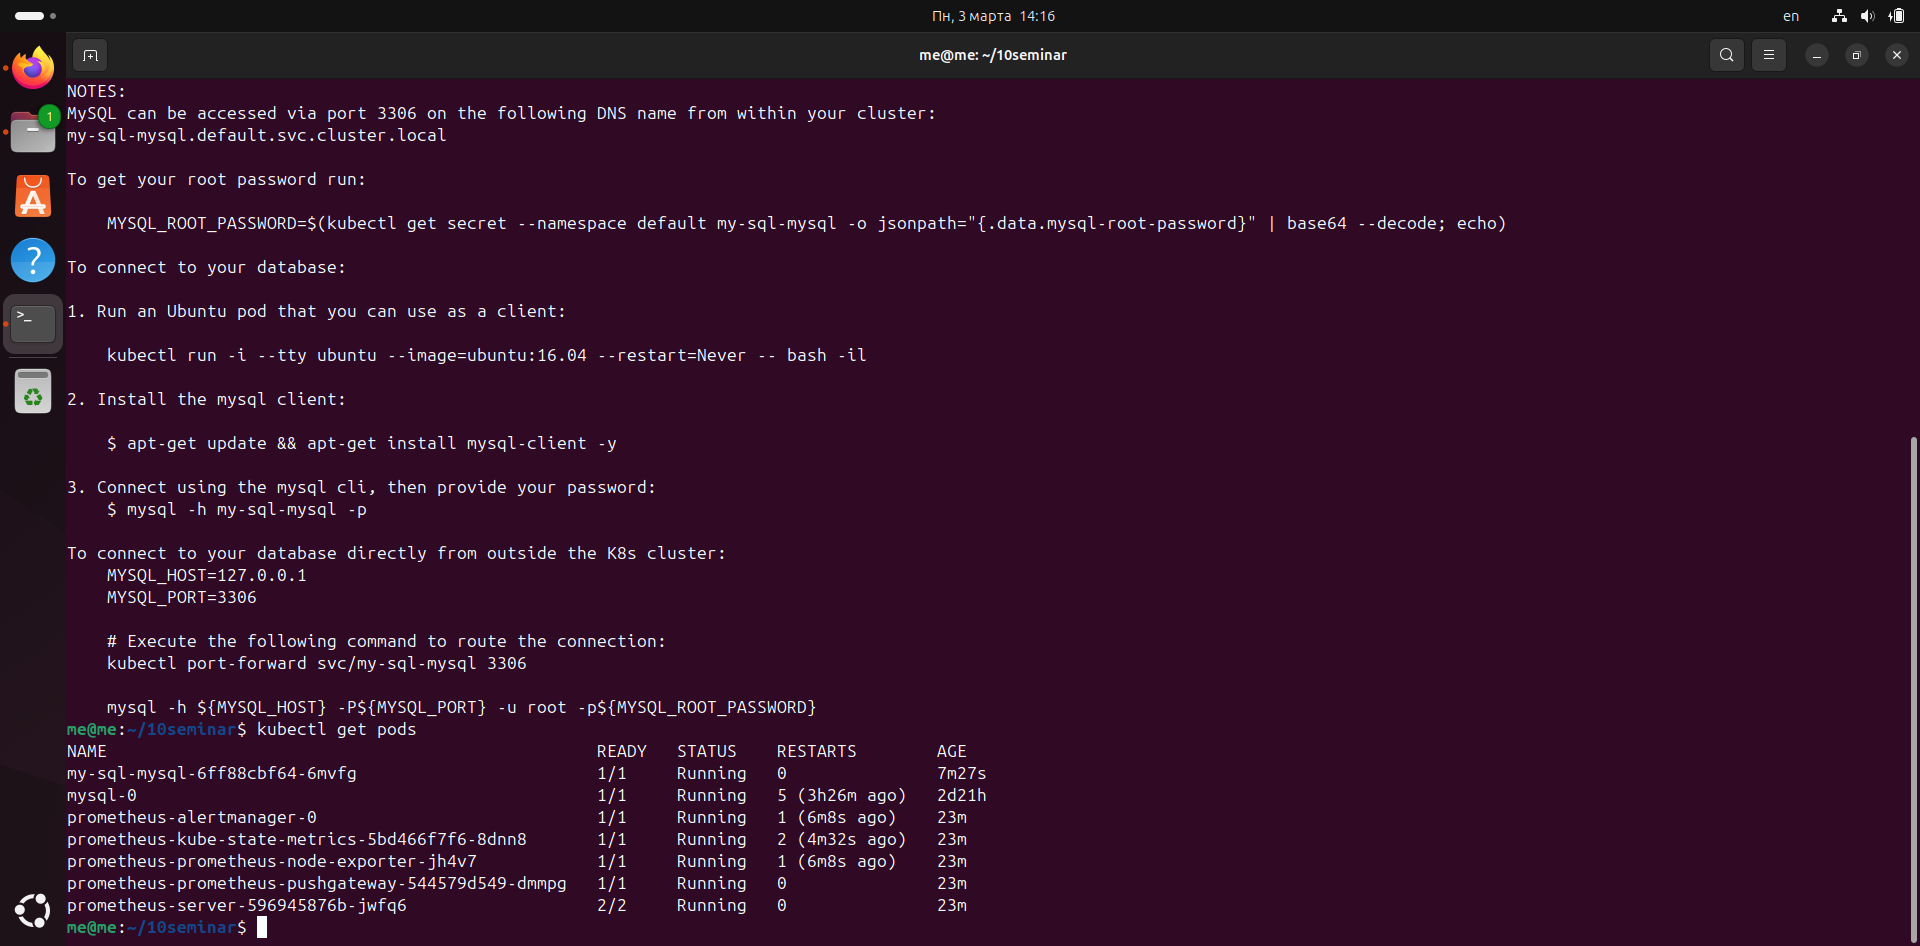 Пн, 3 марта 14:16
en
me@me: ~/10seminar
1
NOTES:
MySQL can be accessed via port 3306 on the following DNS name from within your cluster:
my-sql-mysql.default.svc.cluster.local
To get your root password run:
MYSQL_ROOT_PASSWORD=$(kubectl get secret --namespace default my-sql-mysql -o jsonpath="{.data.mysql-root-password}" | base64 --decode; echo)
To connect to your database:
1. Run an Ubuntu pod that you can use as a client:
kubectl run -i --tty ubuntu --image=ubuntu:16.04 --restart=Never -- bash -il
2. Install the mysql client:
$ apt-get update && apt-get install mysql-client -y
3. Connect using the mysql cli, then provide your password:
$ mysql -h my-sql-mysql -p
To connect to your database directly from outside the K8s cluster:
MYSQL_HOST=127.0.0.1
MYSQL_PORT=3306
# Execute the following command to route the connection:
kubectl port-forward svc/my-sql-mysql 3306
mysql -h ${MYSQL_HOST} -P${MYSQL_PORT} -u root -p${MYSQL_ROOT_PASSWORD}
me@me:~/10seminar$ kubectl get pods
NAME READY STATUS RESTARTS AGE
my-sql-mysql-6ff88cbf64-6mvfg 1/1 Running 0 7m27s
mysql-0 1/1 Running 5 (3h26m ago) 2d21h
prometheus-alertmanager-0 1/1 Running 1 (6m8s ago) 23m
prometheus-kube-state-metrics-5bd466f7f6-8dnn8 1/1 Running 2 (4m32s ago) 23m
prometheus-prometheus-node-exporter-jh4v7 1/1 Running 1 (6m8s ago) 23m
prometheus-prometheus-pushgateway-544579d549-dmmpg 1/1 Running 0 23m
prometheus-server-596945876b-jwfq6 2/2 Running 0 23m
me@me:~/10seminar$